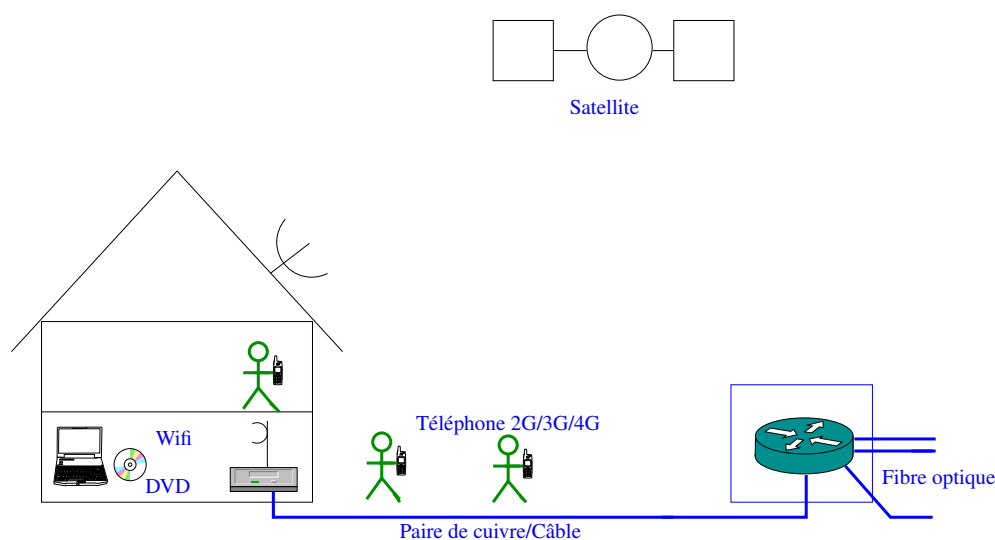 Satellite
Téléphone 2G/3G/4G
Wifi
DVD
Fibre optique
Paire de cuivre/Câble